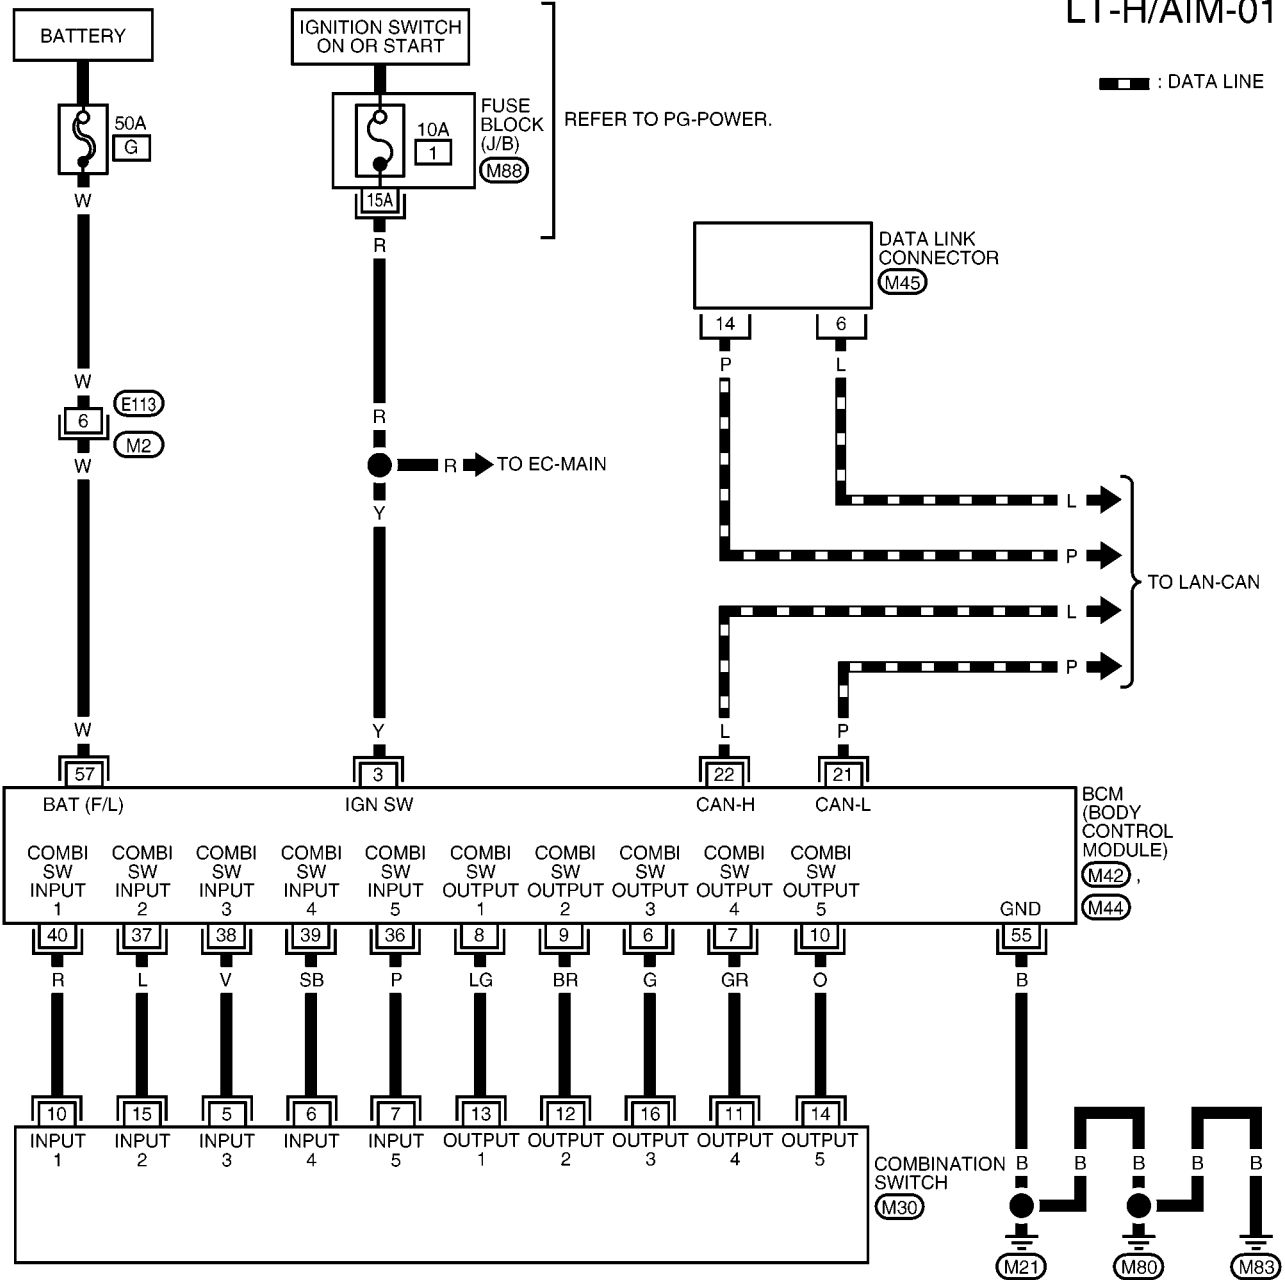 LT-H/AIM-01
BATTERY
IGNITION SWITCH
ON OR START
: DATA LINE
50A
G
10A
1
FUSE
BLOCK
(J/B)
M88
REFER TO PG-POWER.
15A
W
R
DATA LINK
CONNECTOR
M45
14
6
P
L
W
E113
6
M2
W
R
R
TO EC-MAIN
Y
L
P
TO LAN-CAN
L
P
W
Y
L
P
57
3
22
21
BAT (F/L)
IGN SW
CAN-H
CAN-L
BCM
(BODY
CONTROL
MODULE)
M42 ,
M44
COMBI
SW
INPUT
1
COMBI
SW
INPUT
2
COMBI
SW
INPUT
3
COMBI
SW
INPUT
4
COMBI
SW
INPUT
5
COMBI
SW
OUTPUT
1
COMBI
SW
OUTPUT
2
COMBI
SW
OUTPUT
3
COMBI
SW
OUTPUT
4
COMBI
SW
OUTPUT
5
GND
40
37
38
39
36
8
9
6
7
10
55
R
L
V
SB
P
LG
BR
G
GR
O
B
10
15
5
6
7
13
12
16
11
14
INPUT
1
INPUT
2
INPUT
3
INPUT
4
INPUT
5
OUTPUT
1
OUTPUT
2
OUTPUT
3
OUTPUT
4
OUTPUT
5
COMBINATION
SWITCH
M30
B
B
B
B
B
M21
M80
M83